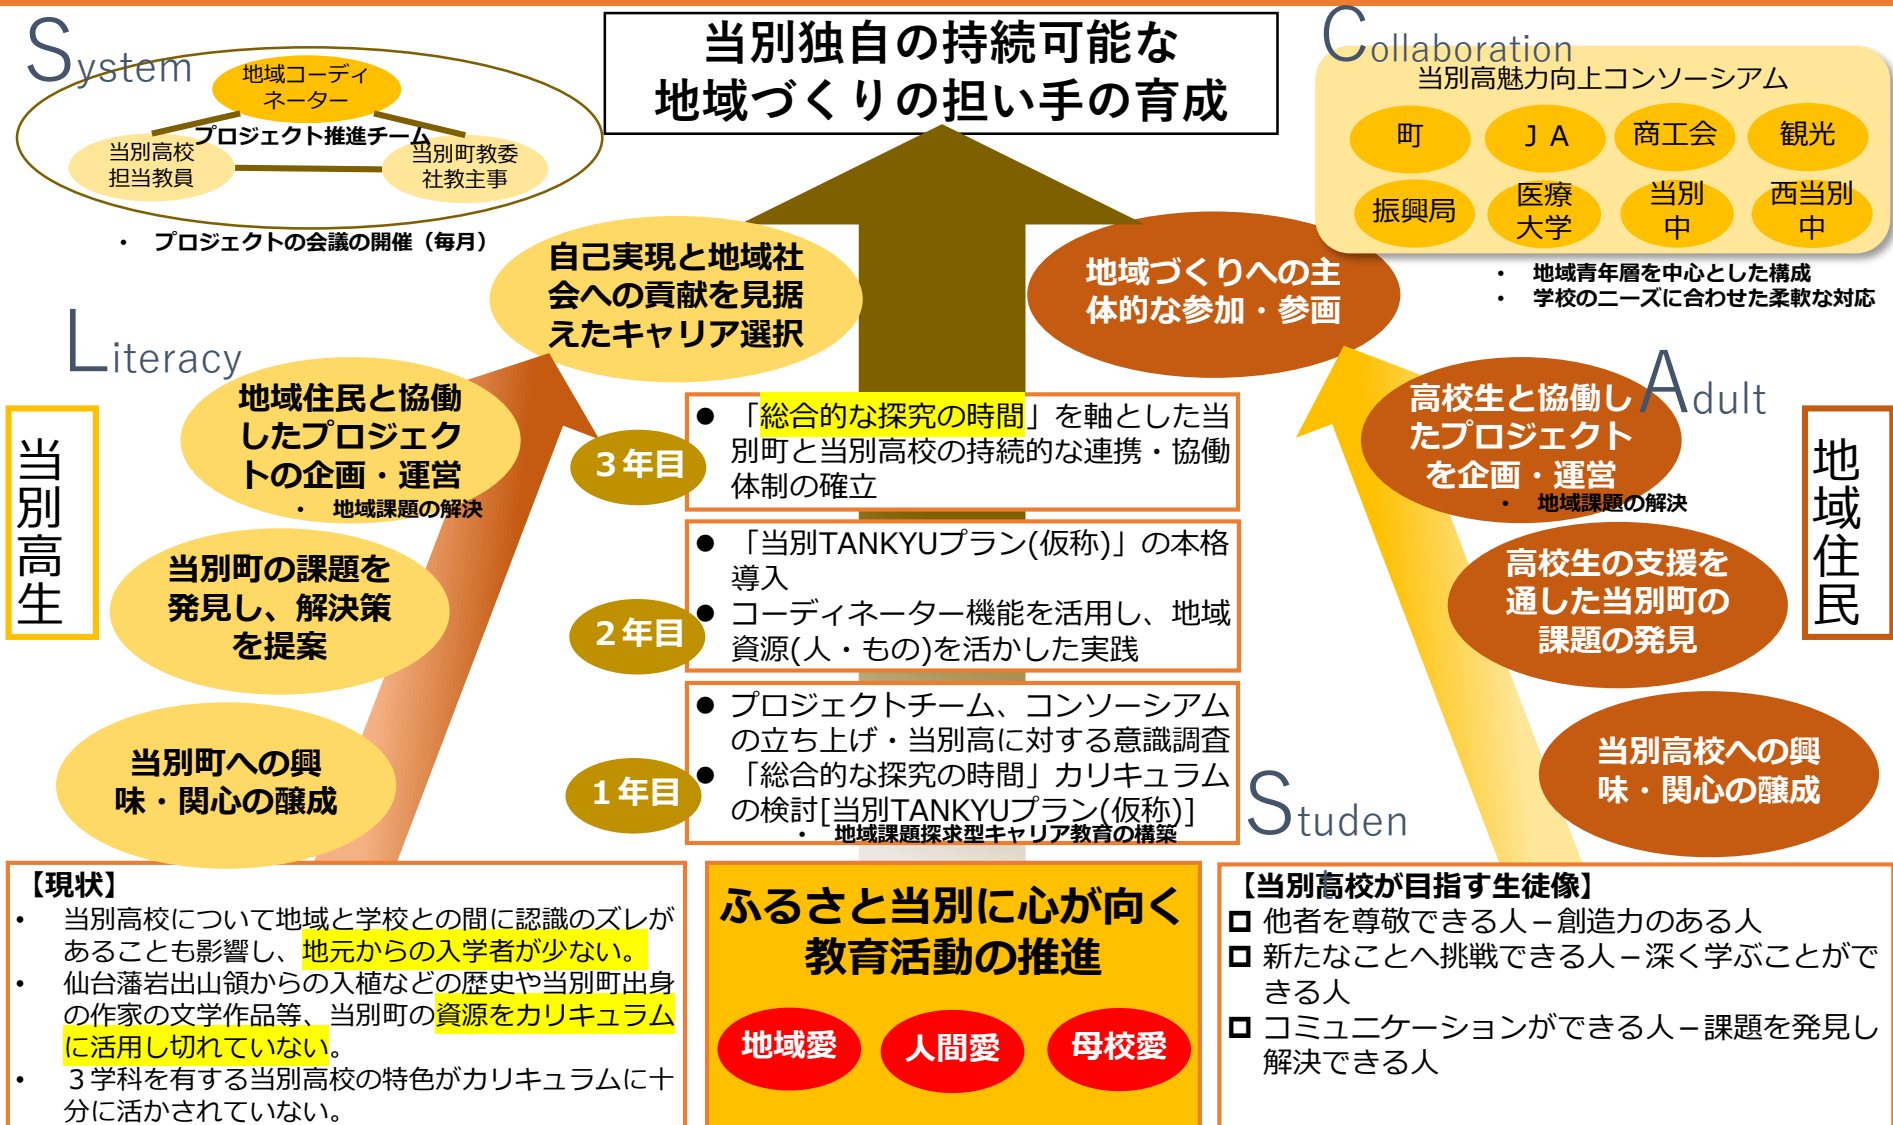 System
地域コーディ
ネーター
プロジェクト推進チーム
当別高校
担当教員
当別町教委
社教主事
・ プロジェクトの会議の開催（毎月）
当別独自の持続可能な
地域づくりの担い手の育成
Collaboration
当別高魅力向上コンソーシアム
町
ＪＡ
商工会
観光
振興局
医療
大学
当別
中
西当別
中
・ 地域青年層を中心とした構成
・ 学校のニーズに合わせた柔軟な対応
自己実現と地域社
会への貢献を見据
えたキャリア選択
地域づくりへの主
体的な参加・参画
Literacy
当別高生
地域住民と協働
したプロジェク
トの企画・運営
・ 地域課題の解決
当別町の課題を
発見し、解決策
を提案
当別町への興
味・関心の醸成
３年目
● 「総合的な探究の時間」を軸とした当
別町と当別高校の持続的な連携・協働
体制の確立
２年目
● 「当別TANKYUプラン(仮称)」の本格
導入
● コーディネーター機能を活用し、地域
資源(人・もの)を活かした実践
１年目
● プロジェクトチーム、コンソーシアム
の立ち上げ・当別高に対する意識調査
● 「総合的な探究の時間」カリキュラム
の検討[当別TANKYUプラン(仮称)]
・ 地域課題探求型キャリア教育の構築
Adult
地域住民
高校生と協働し
たプロジェクト
を企画・運営
・ 地域課題の解決
高校生の支援を
通した当別町の
課題の発見
当別高校への興
味・関心の醸成
Studen
t
【現状】
・ 当別高校について地域と学校との間に認識のズレが
あることも影響し、地元からの入学者が少ない。
・ 仙台藩岩出山領からの入植などの歴史や当別町出身
の作家の文学作品等、当別町の資源をカリキュラム
に活用し切れていない。
・ ３学科を有する当別高校の特色がカリキュラムに十
分に活かされていない。
ふるさと当別に心が向く
教育活動の推進
地域愛
人間愛
母校愛
【当別高校が目指す生徒像】
□ 他者を尊敬できる人－創造力のある人
□ 新たなことへ挑戦できる人－深く学ぶことがで
きる人
□ コミュニケーションができる人－課題を発見し
解決できる人